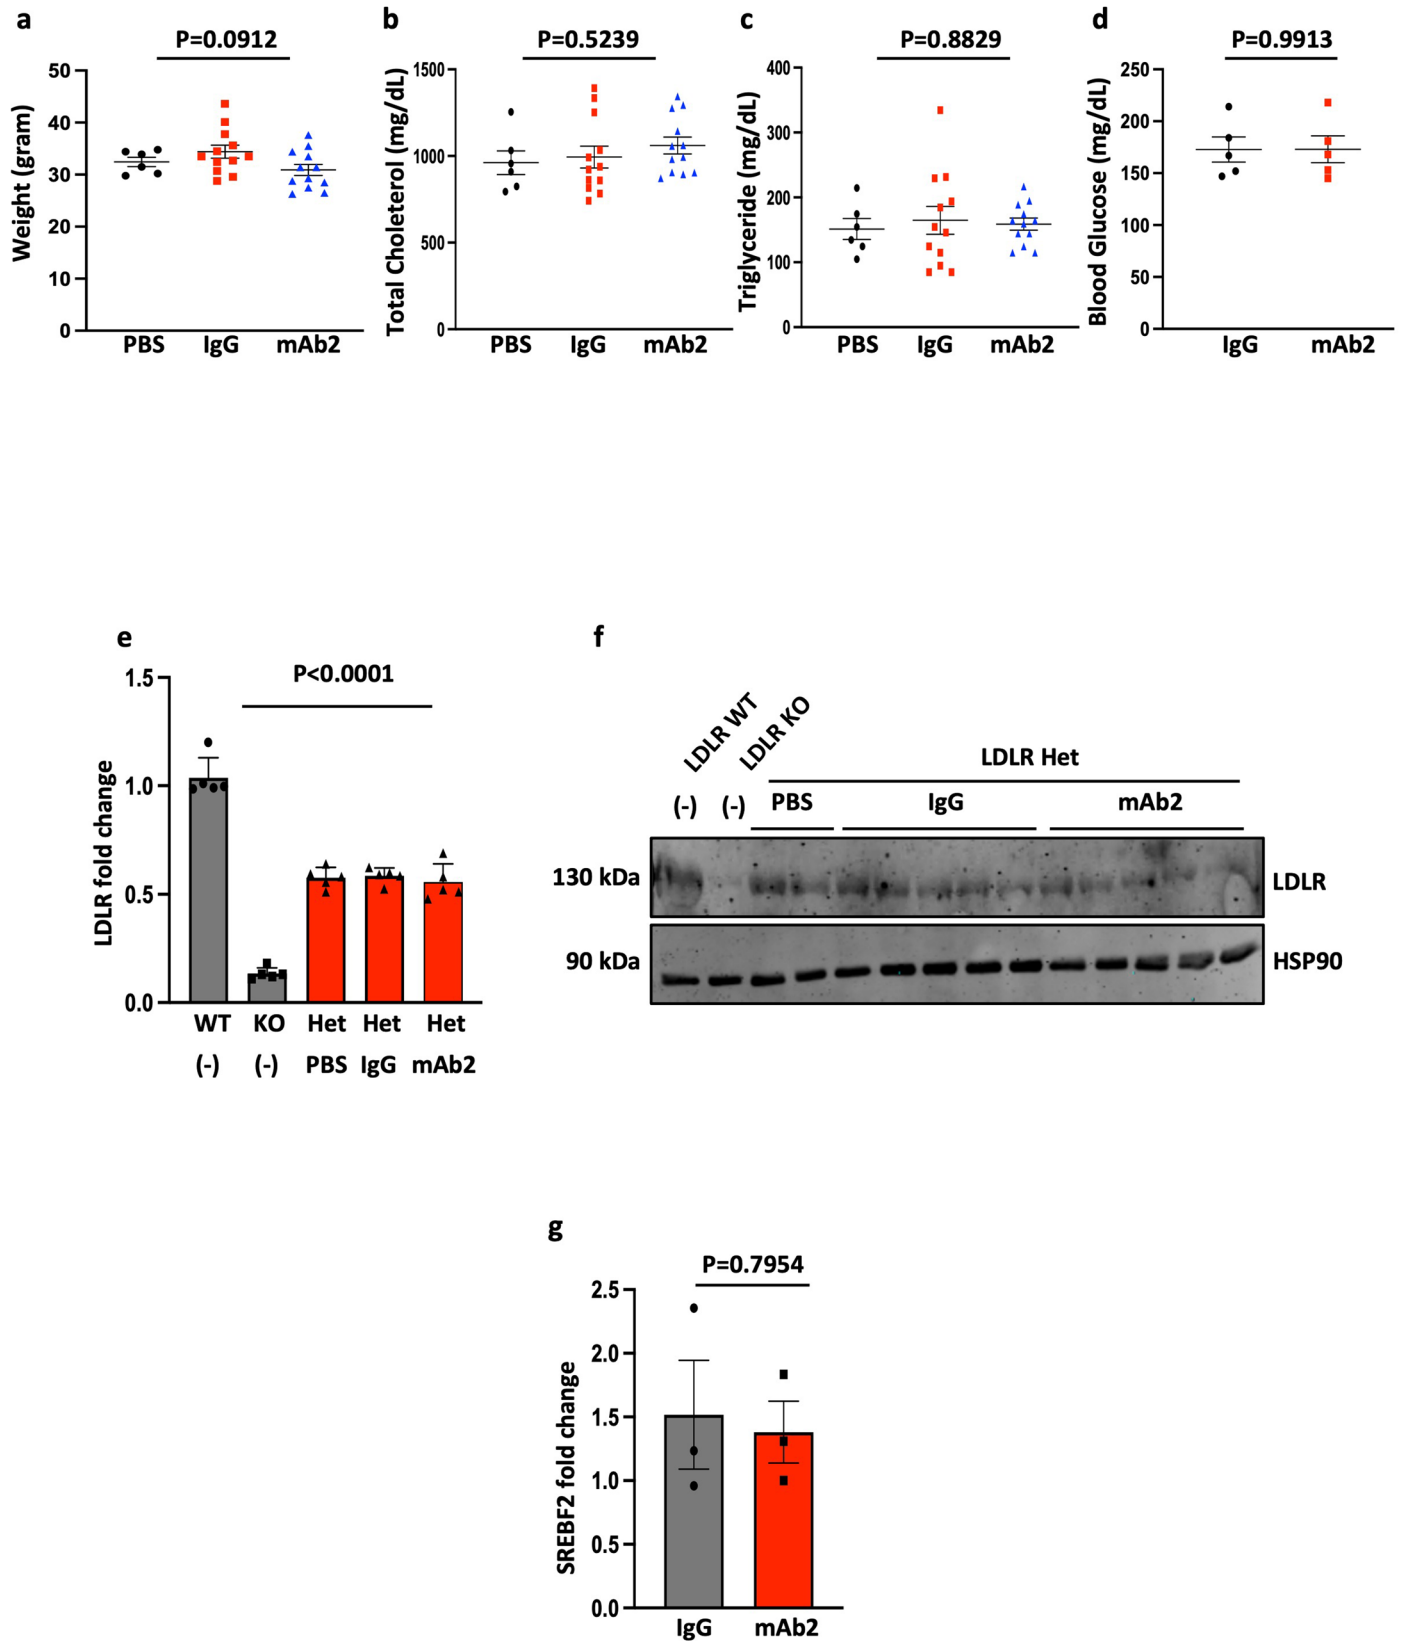 a
P=0.0912
Weight (gram)
50
40
30
20
10
0
PBS IgG mAb2
b
P=0.5239
Total Choleterol (mg/dL)
1500
1000
500
0
PBS IgG mAb2
c
P=0.8829
Triglyceride (mg/dL)
400
300
200
100
0
PBS IgG mAb2
d
P=0.9913
Blood Glucose (mg/dL)
250
200
150
100
50
0
IgG mAb2
e
P<0.0001
LDLR fold change
1.5
1.0
0.5
0.0
WT KO Het Het Het
(-) (-) PBS IgG mAb2
f
LDLR WT
LDLR KO
LDLR Het
(-) (-) PBS IgG mAb2
130 kDa LDLR
90 kDa HSP90
g
P=0.7954
SREBF2 fold change
2.5
2.0
1.5
1.0
0.5
0.0
IgG mAb2